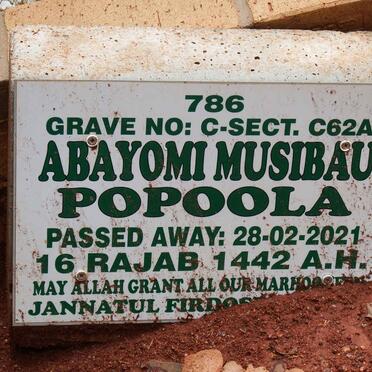 786
GRAVE NO: C-SECT. C62A
ABAYOMI MUSIBAU
POPOOLA
PASSED AWAY: 28-02-2021
16 RAJAB 1442 A.H.
MAY ALLAH GRANT ALL OUR
JANNATUL